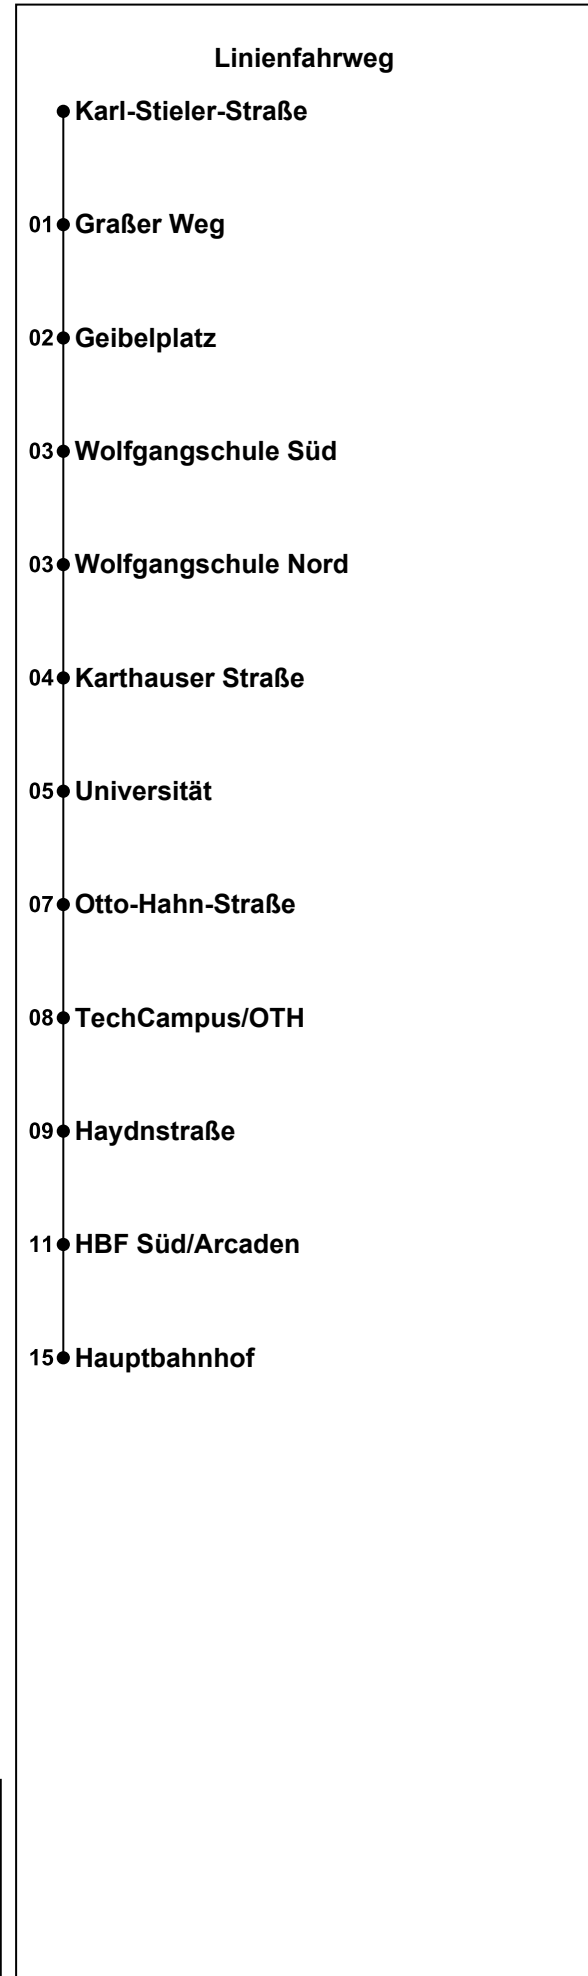 Linienfahrweg
Karl-Stieler-Straße
01 Graßer Weg
02 Geibelplatz
03 Wolfgangschule Süd
03 Wolfgangschule Nord
04 Karthauser Straße
05 Universität
07 Otto-Hahn-Straße
08 TechCampus/OTH
09 Haydnstraße
11 HBF Süd/Arcaden
15 Hauptbahnhof